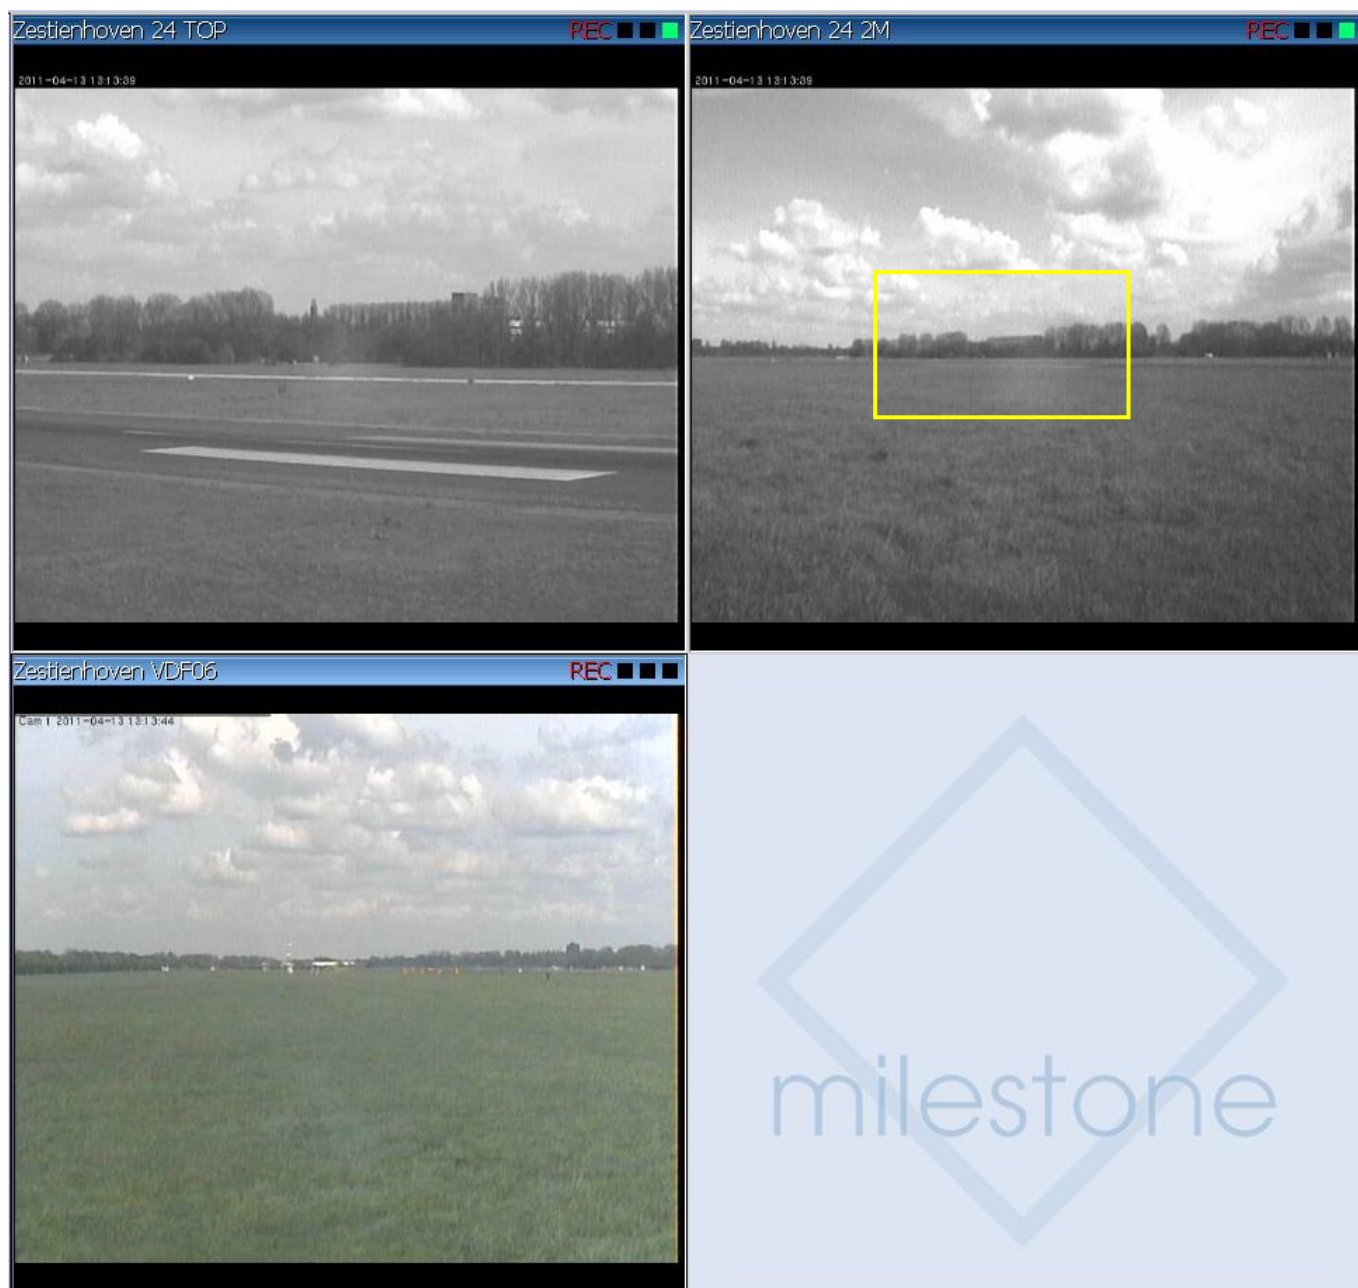 Zestienhoven 24 TOP REC
2011-04-13 13:13:39
Zestienhoven 24 2M REC
2011-04-13 13:13:39
Zestienhoven VDF06 REC
Cam 1 2011-04-13 13:13:44
milestone